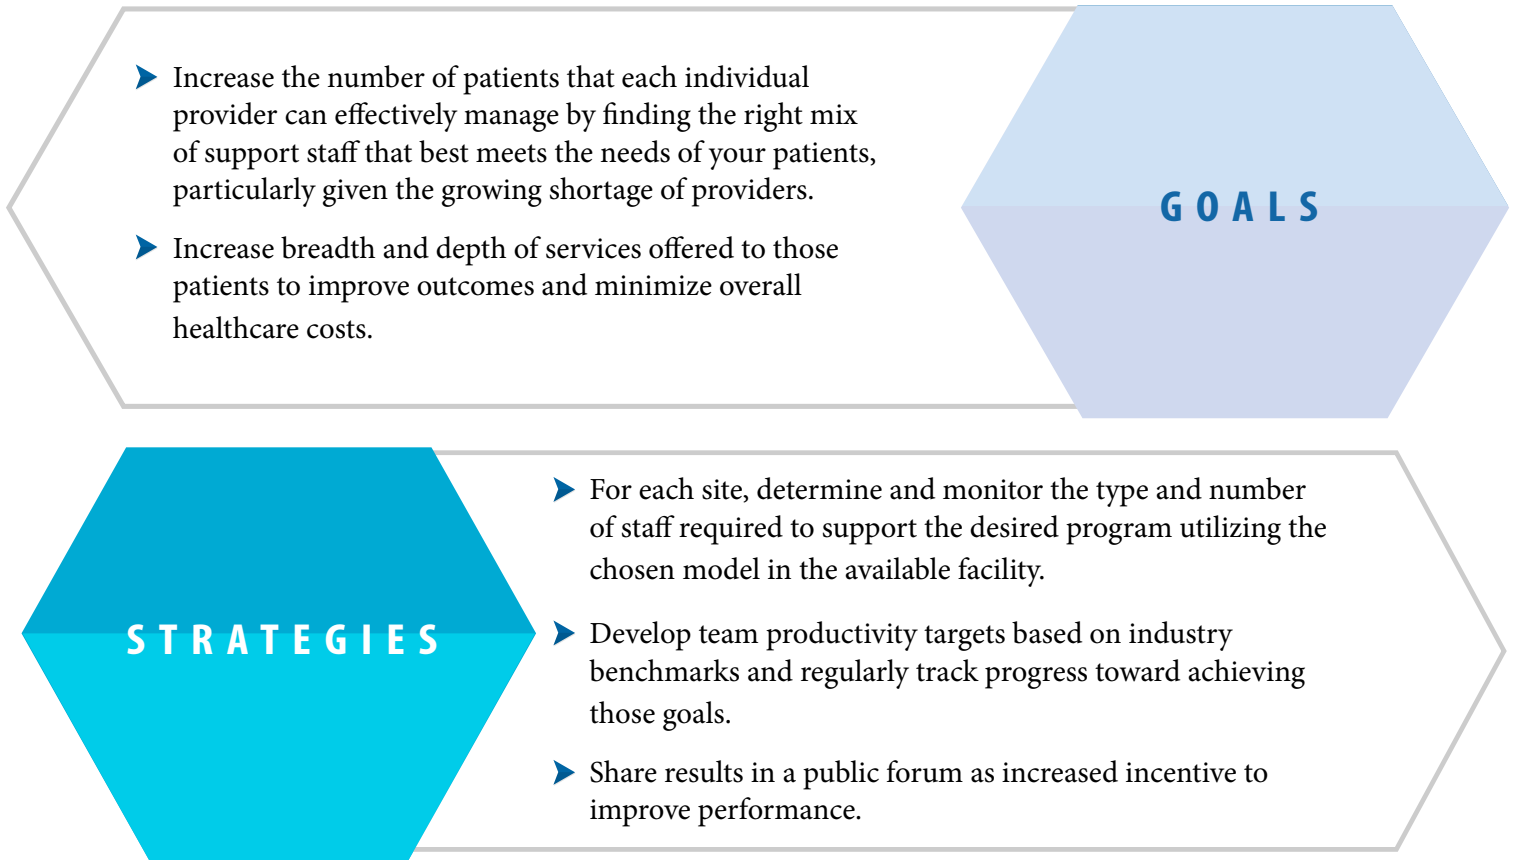 Increase the number of patients that each individual
provider can effectively manage by finding the right mix
of support staff that best meets the needs of your patients,
particularly given the growing shortage of providers.
Increase breadth and depth of services offered to those
patients to improve outcomes and minimize overall
healthcare costs.
GOALS
STRATEGIES
For each site, determine and monitor the type and number
of staff required to support the desired program utilizing the
chosen model in the available facility.
Develop team productivity targets based on industry
benchmarks and regularly track progress toward achieving
those goals.
Share results in a public forum as increased incentive to
improve performance.